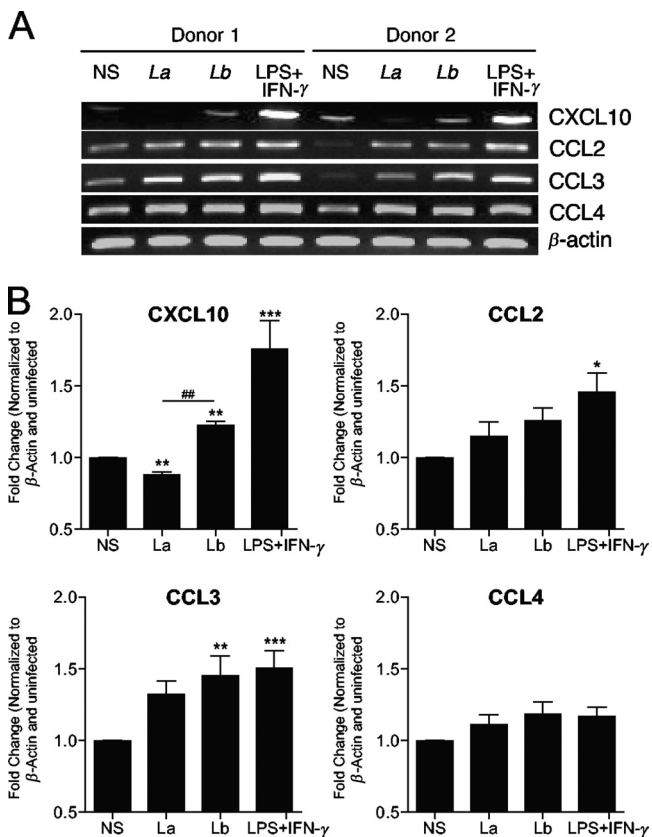 A
Donor 1 Donor 2
NS La Lb LPS+ IFN-γ NS La Lb LPS+ IFN-γ
CXCL10
CCL2
CCL3
CCL4
β-actin
B
CXCL10
Fold Change (Normalized to
β-Actin and uninfected
2.0
1.5
1.0
0.5
***
##
**
**
NS La Lb LPS+IFN-γ
CCL2
Fold Change (Normalized to
β-Actin and uninfected
2.0
1.5
1.0
0.5
*
NS La Lb LPS+IFN-γ
CCL3
Fold Change (Normalized to
β-Actin and uninfected
2.0
1.5
1.0
0.5
** ***
NS La Lb LPS+IFN-γ
CCL4
Fold Change (Normalized to
β-Actin and uninfected
2.0
1.5
1.0
0.5
NS La Lb LPS+IFN-γ